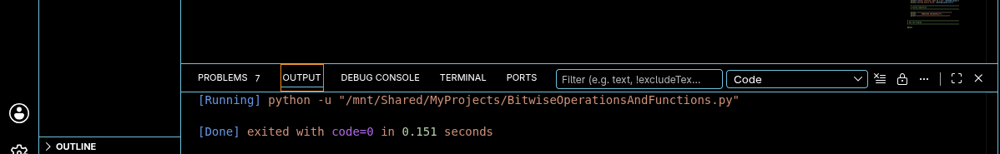 PROBLEMS 7 OUTPUT DEBUG CONSOLE TERMINAL PORTS Filter (e.g. text, !excludeTex... Code
[Running] python -u "/mnt/Shared/MyProjects/BitwiseOperationsAndFunctions.py"
[Done] exited with code=0 in 0.151 seconds
OUTLINE